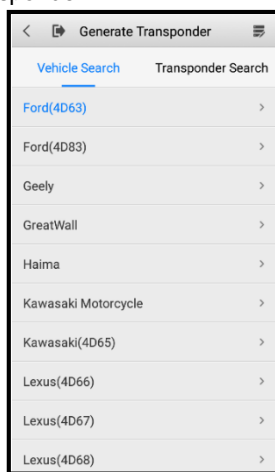 Generate Transponder
Vehicle Search Transponder Search
Ford(4D63)
Ford(4D83)
Geely
GreatWall
Haima
Kawasaki Motorcycle
Kawasaki(4D65)
Lexus(4D66)
Lexus(4D67)
Lexus(4D68)